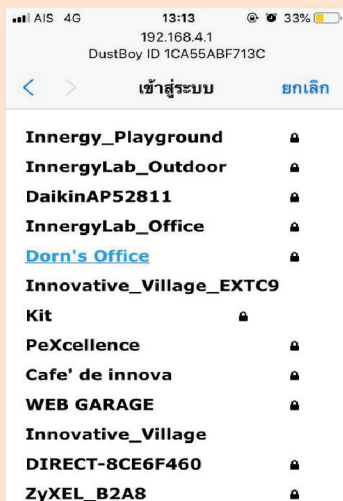 AIS 4G 13:13 33%
192.168.4.1
DustBoy ID 1CA55ABF713C
เข้าสู่ระบบ ยกเลิก
Innergy_Playground
InnergyLab_Outdoor
DaikinAP52811
InnergyLab_Office
Dorn's Office
Innovative_Village_EXTC9
Kit
PeXcellence
Cafe' de innova
WEB GARAGE
Innovative_Village
DIRECT-8CE6F460
ZyXEL_B2A8